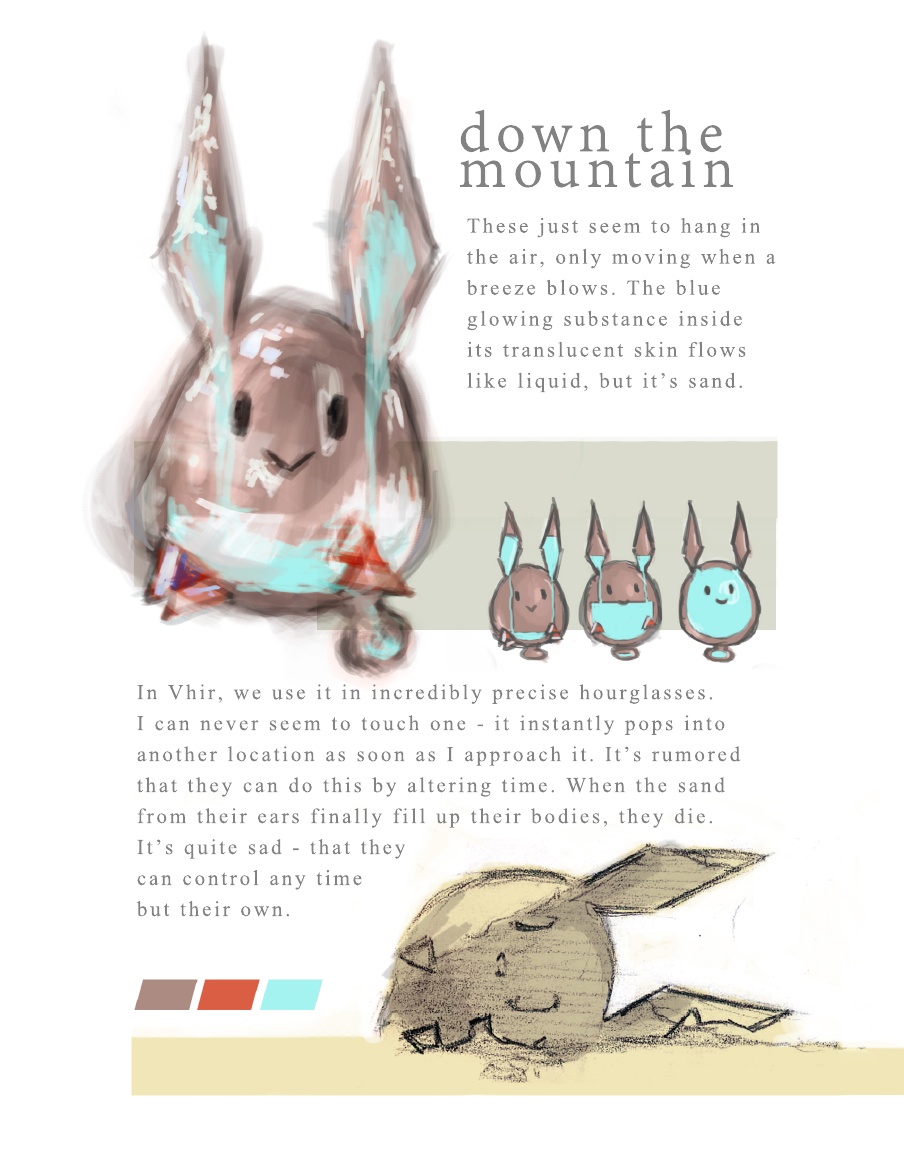 down the
mountain
These just seem to hang in
the air, only moving when a
breeze blows. The blue
glowing substance inside
its translucent skin flows
like liquid, but it’s sand.
In Vhir, we use it in incredibly precise hourglasses.
I can never seem to touch one - it instantly pops into
another location as soon as I approach it. It’s rumored
that they can do this by altering time. When the sand
from their ears finally fill up their bodies, they die.
It’s quite sad - that they
can control any time
but their own.